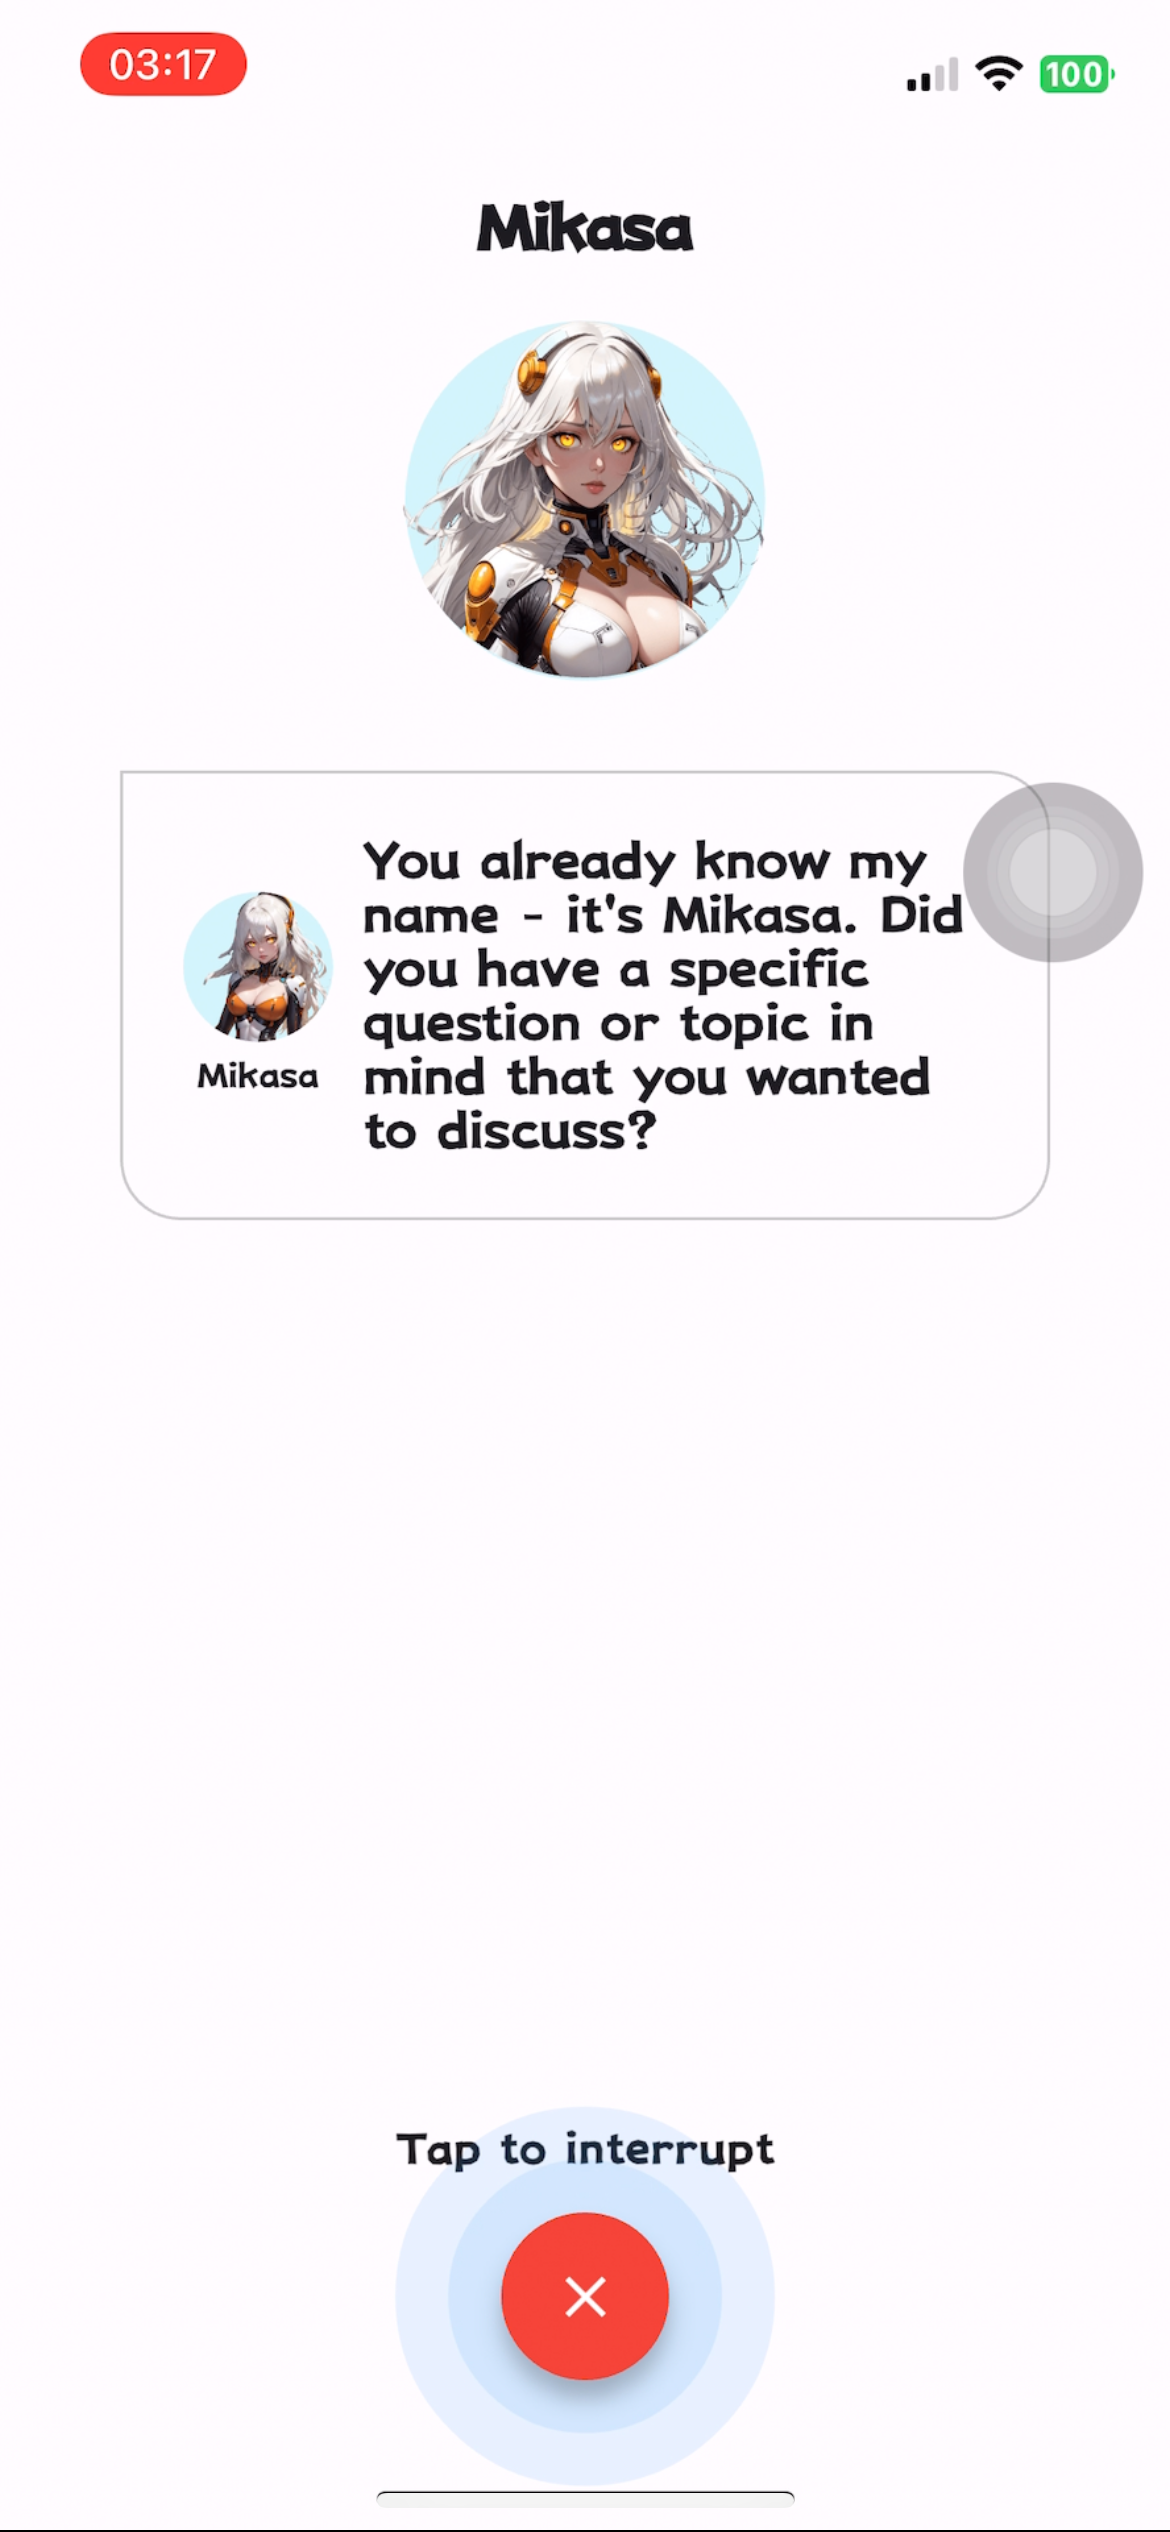 03:17
100
Mikasa
You already know my
name - it's Mikasa. Did
you have a specific
question or topic in
mind that you wanted
to discuss?
Mikasa
Tap to interrupt